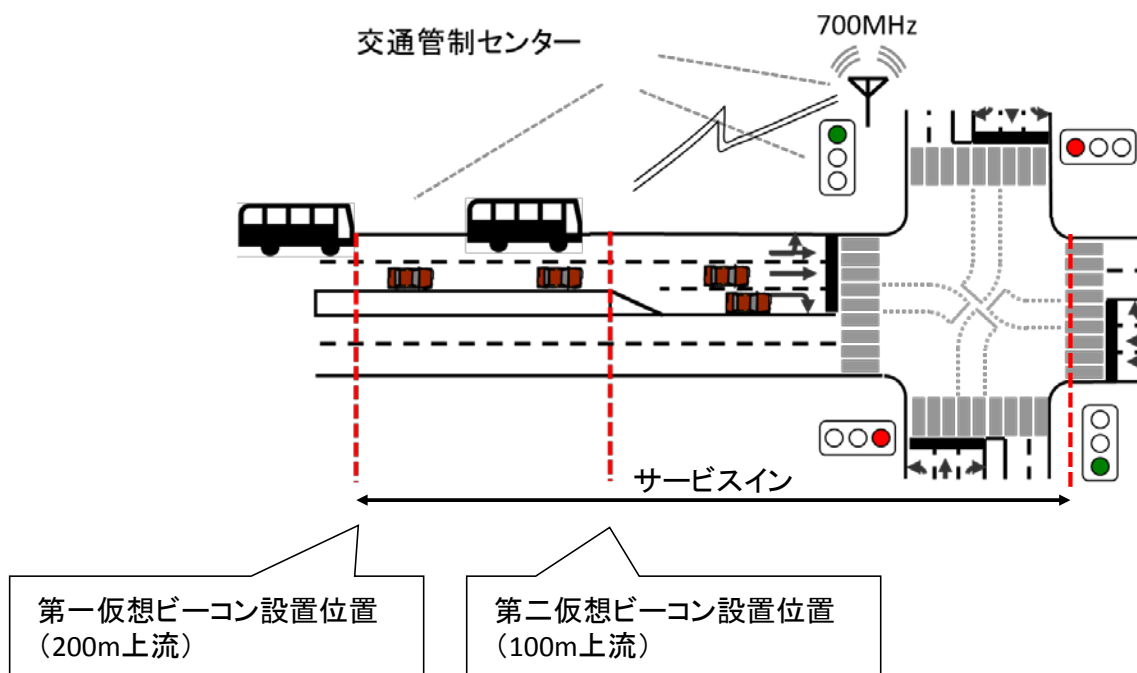 700MHz
交通管制センター
サービスイン
第一仮想ビーコン設置位置
（200m上流）
第二仮想ビーコン設置位置
（100m上流）